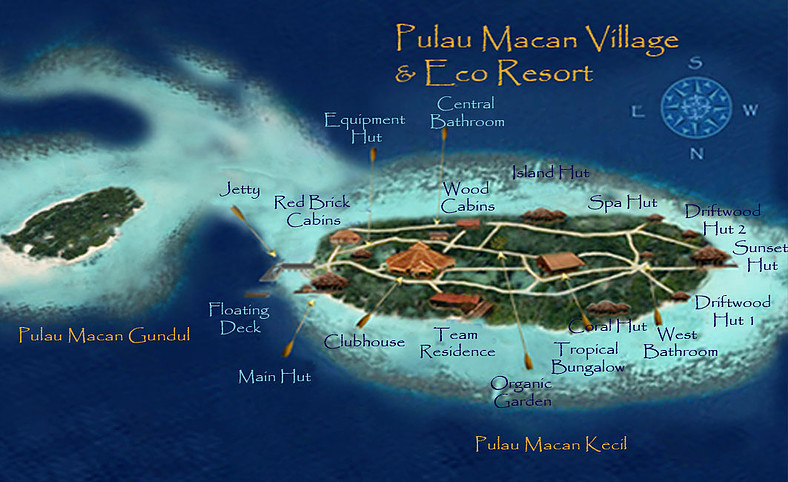 Pulau Macan Village
& Eco Resort
S
E
W
N
Central
Bathroom
Equipment
Hut
Island Hut
Jetty
Red Brick
Cabins
Wood
Cabins
Spa Hut
Driftwood
Hut 2
Sunset
Hut
Floating
Deck
Pulau Macan Gundul
Clubhouse
Team
Residence
Coral Hut
Driftwood
Hut 1
Main Hut
Tropical
Bungalow
West
Bathroom
Organic
Garden
Pulau Macan Kecil